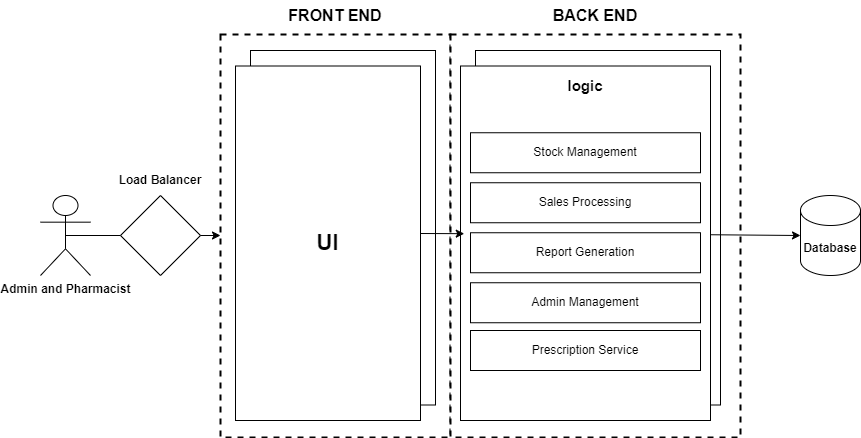 FRONT END
BACK END
logic
Stock Management
Load Balancer
Sales Processing
UI
Report Generation
Database
Admin and Pharmacist
Admin Management
Prescription Service